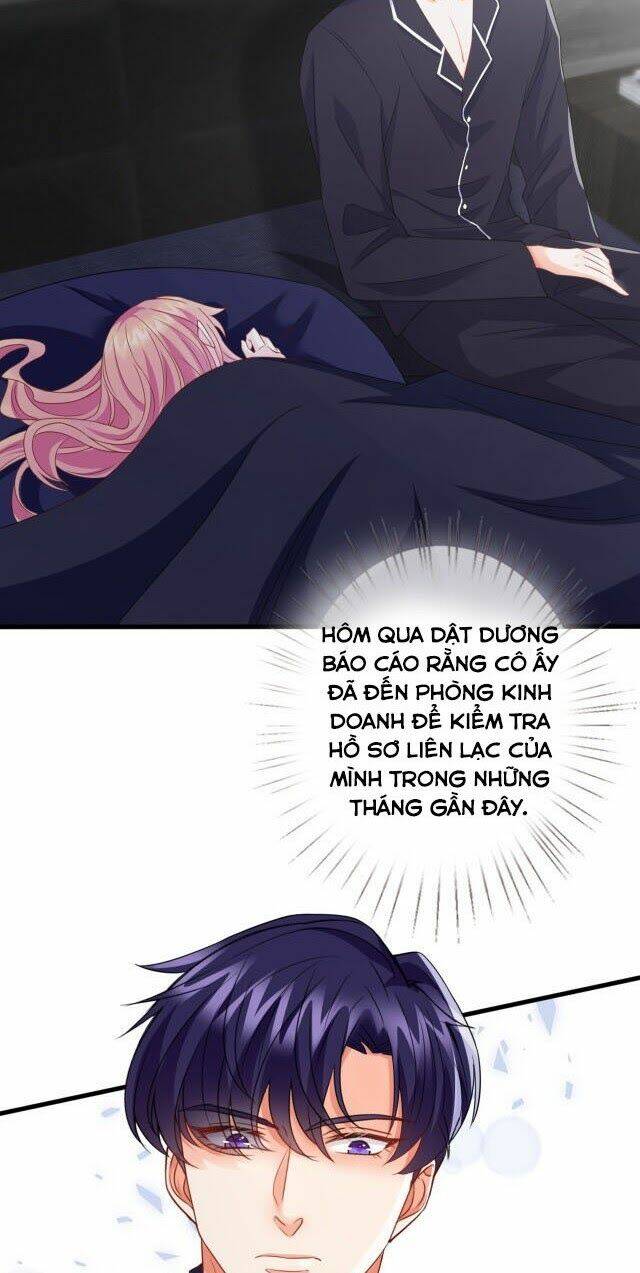 HÔM QUA DẬT DƯƠNG
BÁO CÁO RẰNG CÔ ẤY
ĐÃ ĐẾN PHÒNG KINH
DOANH ĐỂ KIỂM TRA
HỒ SƠ LIÊN LẠC CỦA
MÌNH TRONG NHỮNG
THÁNG GẦN ĐÂY.